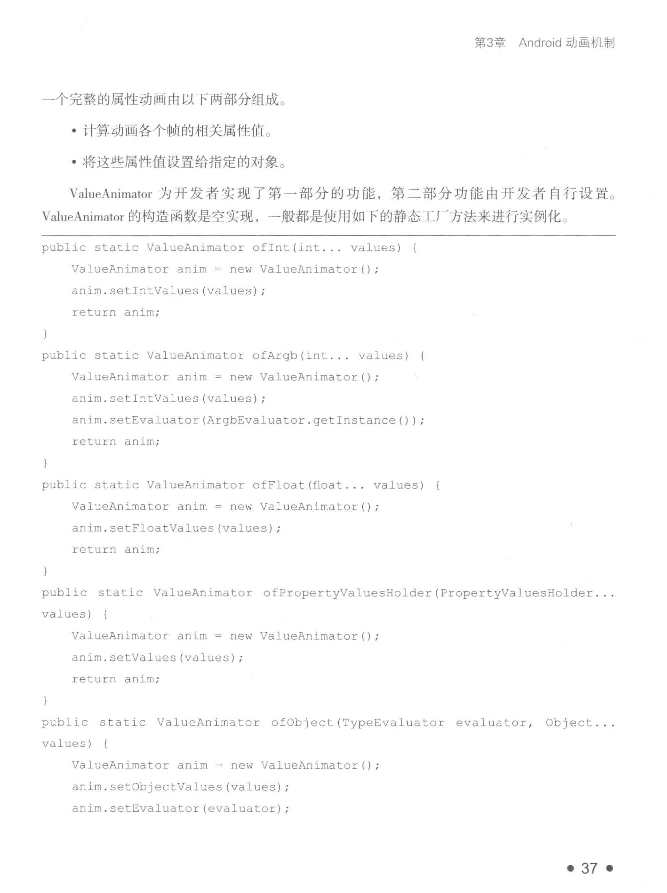 第3章 Android 动画机制
一个完整的属性动画由以下两部分组成。
• 计算动画各个帧的相关属性值。
• 将这些属性值设置给指定的对象。
ValueAnimator 为开发者实现了第一部分的功能，第二部分功能由开发者自行设置。
ValueAnimator 的构造函数是空实现，一般都是使用如下的静态工厂方法来进行实例化。
public static ValueAnimator ofInt(int... values) {
ValueAnimator anim = new ValueAnimator();
anim.setIntValues(values);
return anim;
}
public static ValueAnimator ofArgb(int... values) {
ValueAnimator anim = new ValueAnimator();
anim.setIntValues(values);
anim.setEvaluator(ArgbEvaluator.getInstance());
return anim;
}
public static ValueAnimator ofFloat(float... values) {
ValueAnimator anim = new ValueAnimator();
anim.setFloatValues(values);
return anim;
}
public static ValueAnimator ofPropertyValuesHolder(PropertyValuesHolder...
values) {
ValueAnimator anim = new ValueAnimator();
anim.setValues(values);
return anim;
}
public static ValueAnimator ofObject(TypeEvaluator evaluator, Object...
values) {
ValueAnimator anim = new ValueAnimator();
anim.setObjectValues(values);
anim.setEvaluator(evaluator);
• 37 •